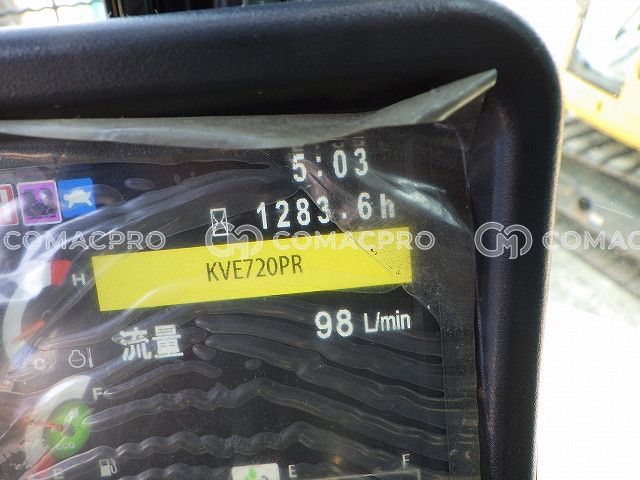 5:03
1283.6h
COMACPRO COMACPRO COMACPRO
H
KVE720PR
98 L/min
流量
C
F
E
E F